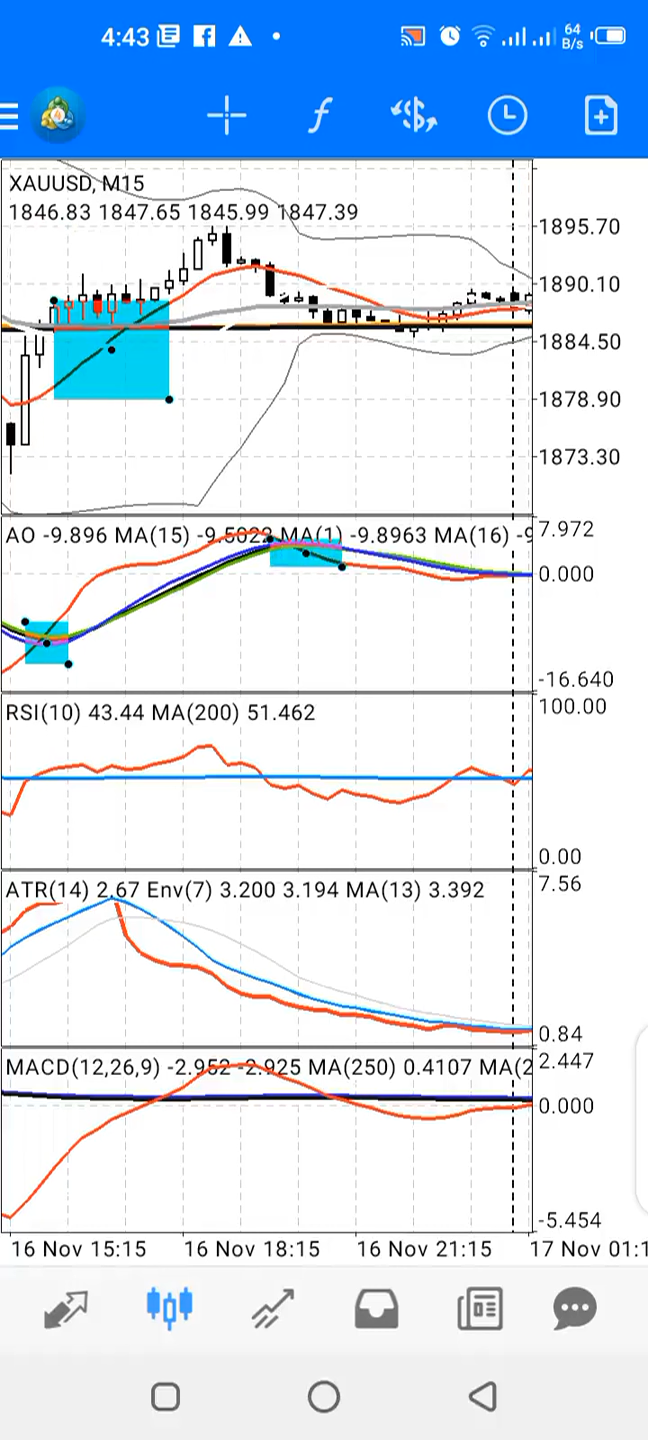 4:43 64 B/s
f $
XAUUSD, M15
1846.83 1847.65 1845.99 1847.39
1895.70
1890.10
1884.50
1878.90
1873.30
AO -9.896 MA(15) -9.5022 MA(1) -9.8963 MA(16) -9
7.972
0.000
-16.640
RSI(10) 43.44 MA(200) 51.462
100.00
0.00
ATR(14) 2.67 Env(7) 3.200 3.194 MA(13) 3.392
7.56
0.84
MACD(12,26,9) -2.952 -2.925 MA(250) 0.4107 MA(2
2.447
0.000
-5.454
16 Nov 15:15 16 Nov 18:15 16 Nov 21:15 17 Nov 01:1